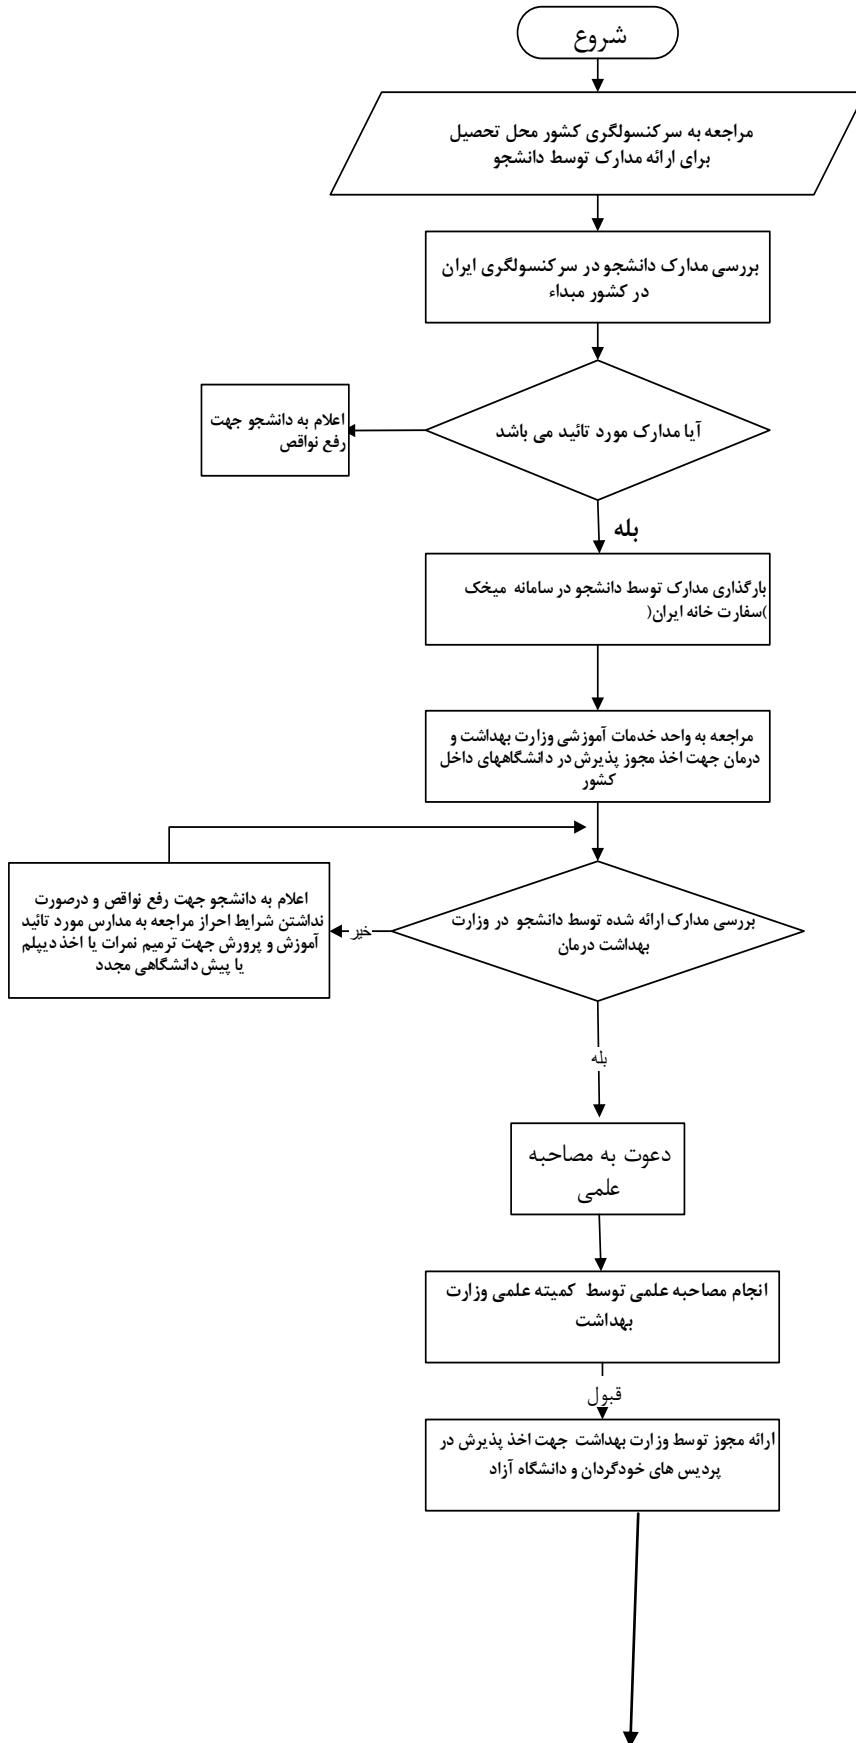 شروع
مراجعه به سرکنسولگری کشور محل تحصیل
برای ارائه مدارک توسط دانشجو
بررسی مدارک دانشجو در سرکنسولگری ایران
در کشور مبداء
آیا مدارک مورد تائید می باشد
اعلام به دانشجو جهت
رفع نواقص
بله
بارگذاری مدارک توسط دانشجو در سامانه میخک
)سفارت خانه ایران(
مراجعه به واحد خدمات آموزشی وزارت بهداشت و
درمان جهت اخذ مجوز پذیرش در دانشگاههای داخل
کشور
بررسی مدارک ارائه شده توسط دانشجو در وزارت
بهداشت درمان
خیر
اعلام به دانشجو جهت رفع نواقص و درصورت
نداشتن شرایط احراز مراجعه به مدارس مورد تائید
آموزش و پرورش جهت ترمیم نمرات یا اخذ دیپلم
یا پیش دانشگاهی مجدد
بله
دعوت به مصاحبه
علمی
انجام مصاحبه علمی توسط کمیته علمی وزارت
بهداشت
قبول
ارائه مجوز توسط وزارت بهداشت جهت اخذ پذیرش در
پردیس های خودگردان و دانشگاه آزاد